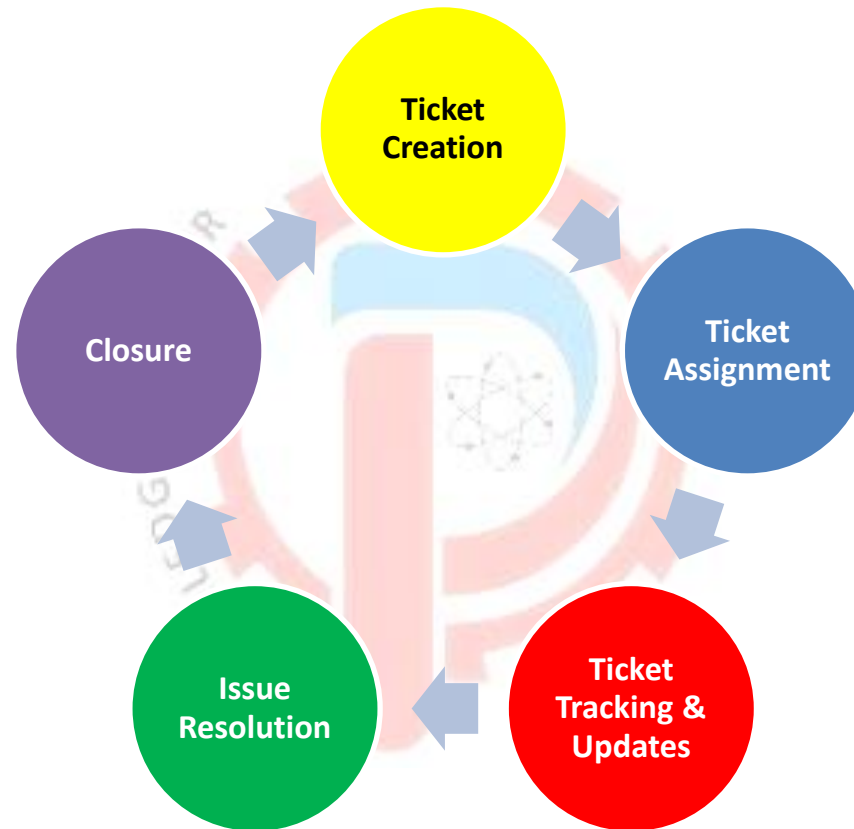 Ticket
Creation
Ticket
Assignment
Ticket
Tracking &
Updates
Issue
Resolution
Closure